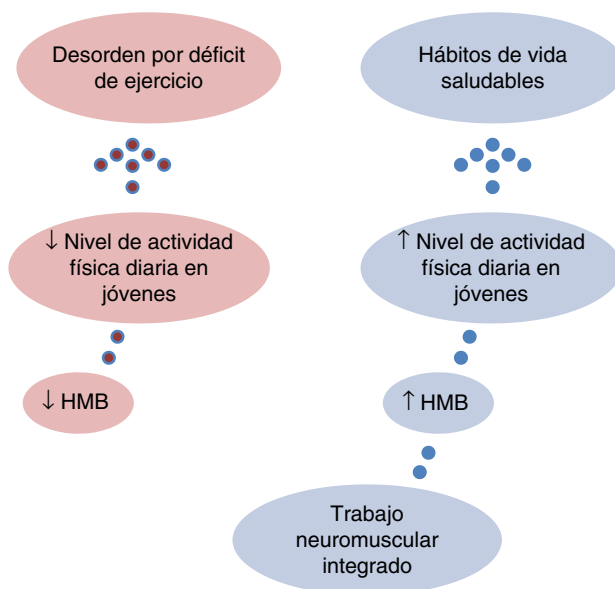 Desorden por déficit
de ejercicio
Hábitos de vida
saludables
↓ Nivel de actividad
física diaria en
jóvenes
↑ Nivel de actividad
física diaria en
jóvenes
↓ HMB
↑ HMB
Trabajo
neuromuscular
integrado